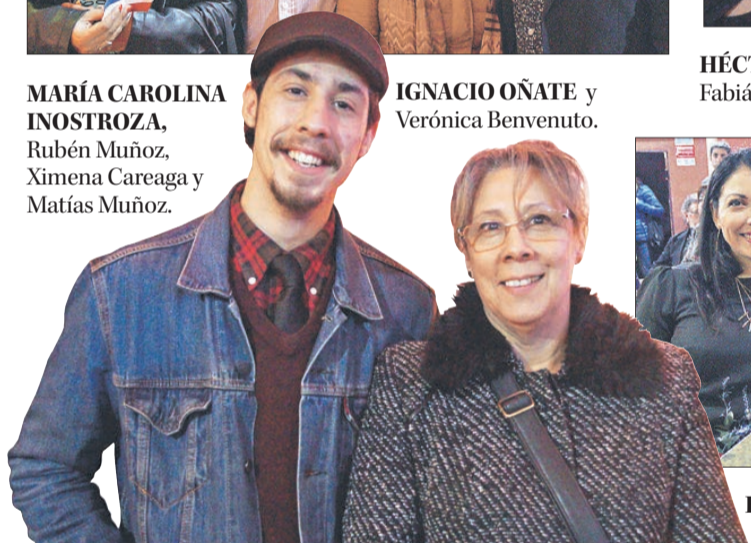 MARÍA CAROLINA
INOSTROZA,
Rubén Muñoz,
Ximena Careaga y
Matías Muñoz.
IGNACIO OÑATE y
Verónica Benvenuto.